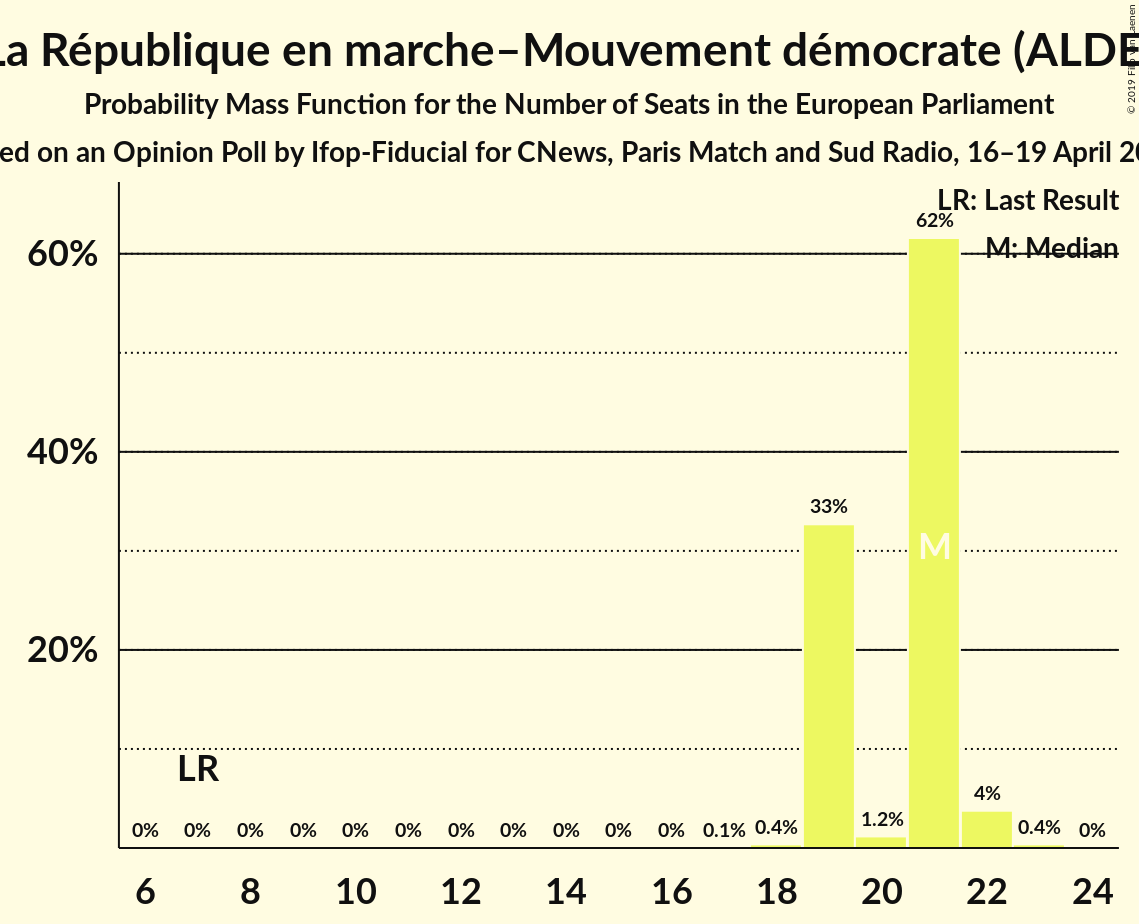 La République en marche–Mouvement démocrate (ALDE
Probability Mass Function for the Number of Seats in the European Parliament
ed on an Opinion Poll by Ifop-Fiducial for CNews, Paris Match and Sud Radio, 16–19 April 20
LR: Last Result
M: Median
62%
60%
40%
33%
M
20%
LR
4%
0% 0% 0% 0% 0% 0% 0% 0% 0% 0% 0% 0.1% 0.4% 1.2% 0.4% 0%
6 8 10 12 14 16 18 20 22 24
© 2019